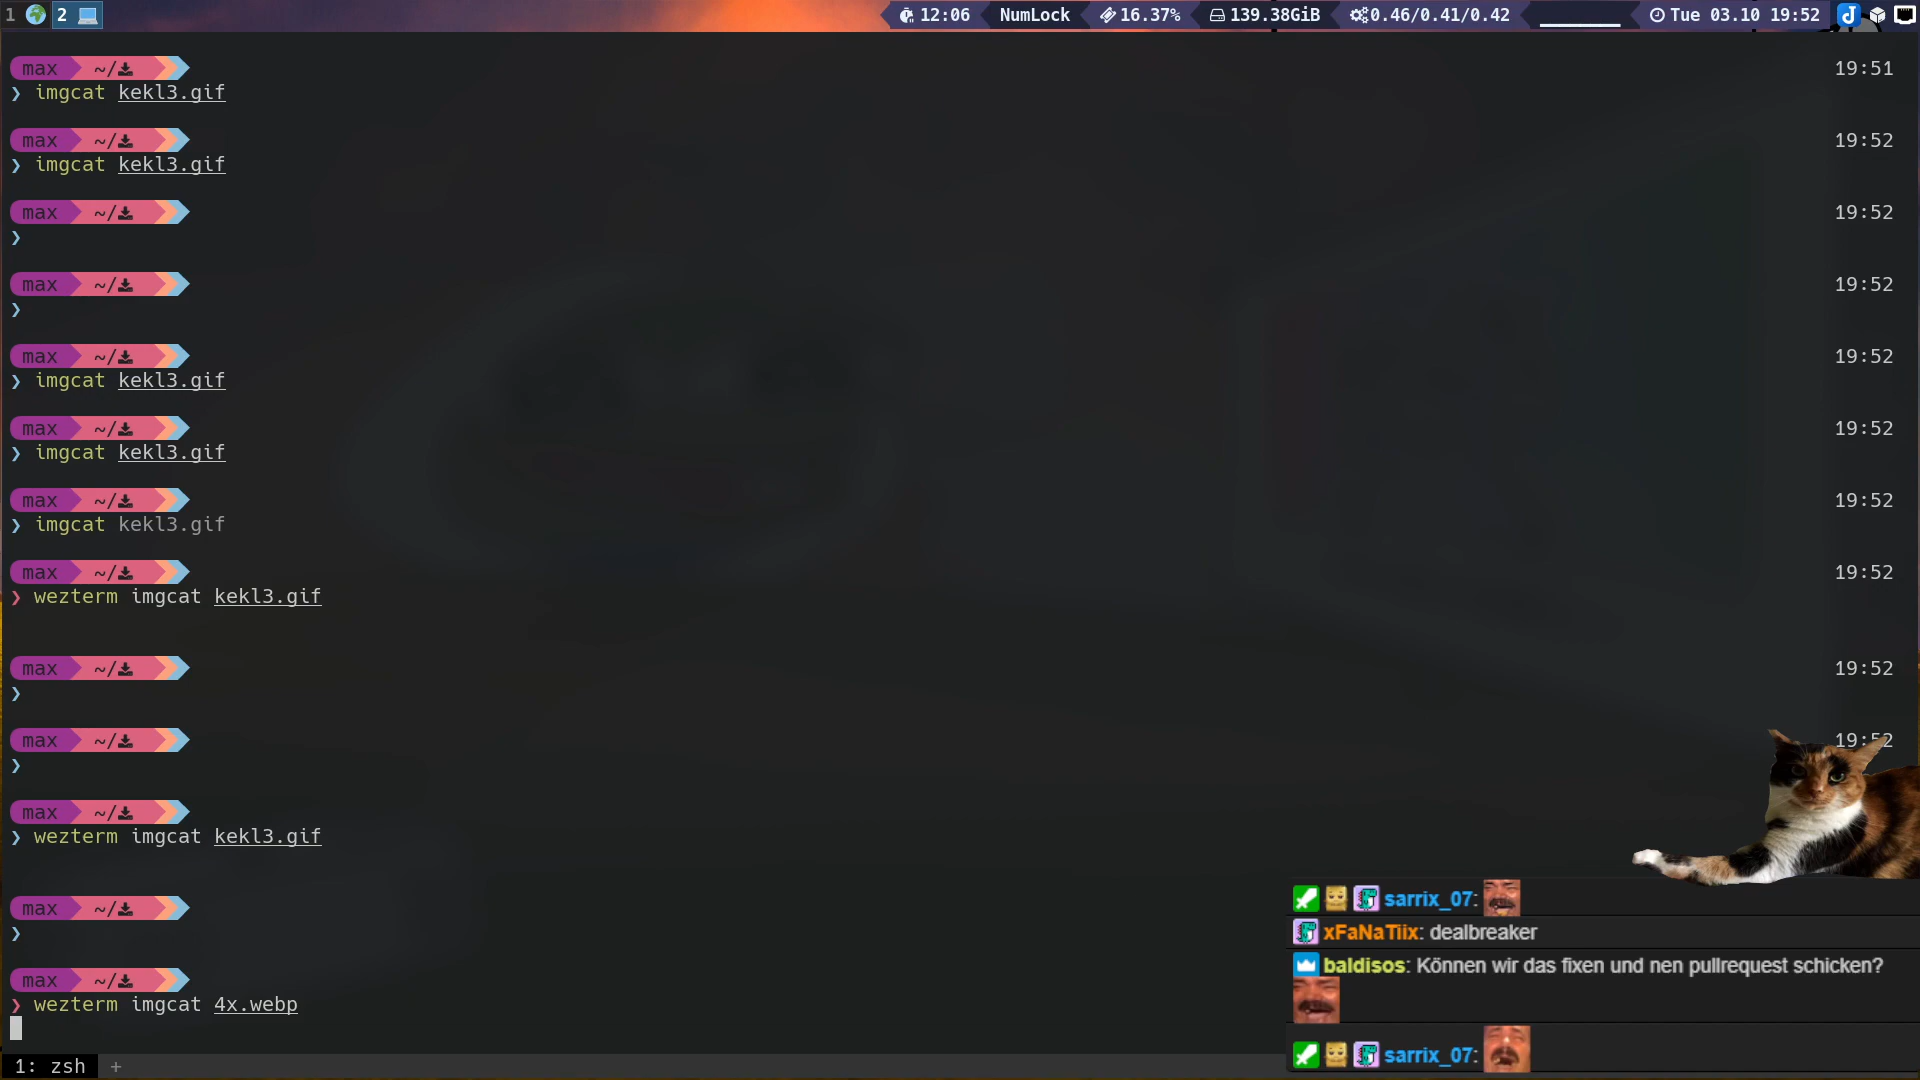 1 2 12:06 NumLock 16.37% 139.38GiB 0.46/0.41/0.42 Tue 03.10 19:52
max ~/ 19:51
❯ imgcat kekl3.gif
max ~/ 19:52
❯ imgcat kekl3.gif
max ~/ 19:52
❯
max ~/ 19:52
❯
max ~/ 19:52
❯ imgcat kekl3.gif
max ~/ 19:52
❯ imgcat kekl3.gif
max ~/ 19:52
❯ imgcat kekl3.gif
max ~/ 19:52
❯ wezterm imgcat kekl3.gif
max ~/ 19:52
❯
max ~/ 19:52
❯
max ~/
❯ wezterm imgcat kekl3.gif
max ~/
❯
max ~/
❯ wezterm imgcat 4x.webp
sarrix_07:
xFaNaTiix: dealbreaker
baldisos: Können wir das fixen und nen pullrequest schicken?
sarrix_07:
1: zsh +